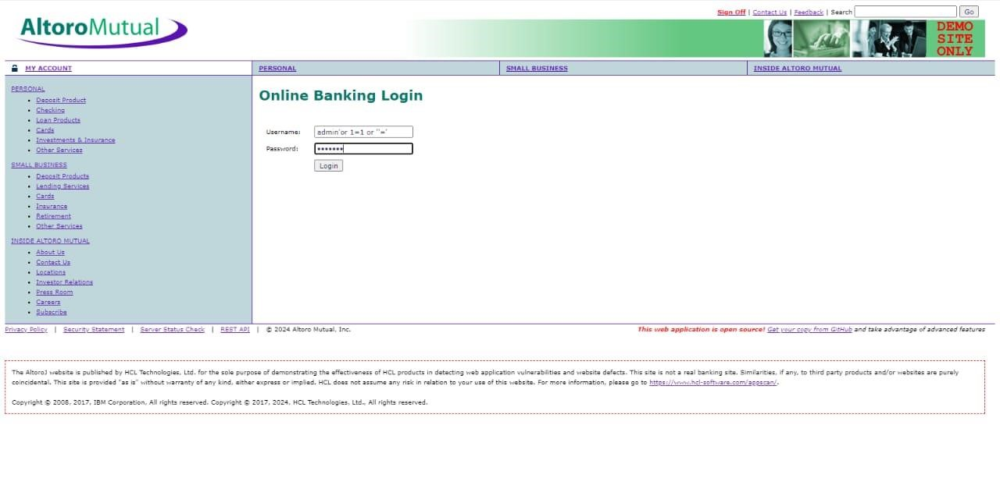 Sign Off | Contact Us | Feedback | Search Go
AltoroMutual
DEMO
SITE
ONLY
MY ACCOUNT PERSONAL SMALL BUSINESS INSIDE ALTORO MUTUAL
PERSONAL
• Deposit Product
• Checking
• Loan Products
• Cards
• Investments & Insurance
• Other Services
SMALL BUSINESS
• Deposit Products
• Lending Services
• Cards
• Insurance
• Retirement
• Other Services
INSIDE ALTORO MUTUAL
• About Us
• Contact Us
• Locations
• Investor Relations
• Press Room
• Careers
• Subscribe
Online Banking Login
Username: admin'or 1=1 or ''='
Password: •••••••
Login
Privacy Policy | Security Statement | Server Status Check | REST API | © 2024 Altoro Mutual, Inc. This web application is open source! Get your copy from GitHub and take advantage of advanced features
The AltoroJ website is published by HCL Technologies, Ltd. for the sole purpose of demonstrating the effectiveness of HCL products in detecting web application vulnerabilities and website defects. This site is not a real banking site. Similarities, if any, to third party products and/or websites are purely
coincidental. This site is provided "as is" without warranty of any kind, either express or implied. HCL does not assume any risk in relation to your use of this website. For more information, please go to https://www.hcl-software.com/appscan/.
Copyright © 2008, 2017, IBM Corporation, All rights reserved. Copyright © 2017, 2024, HCL Technologies, Ltd., All rights reserved.